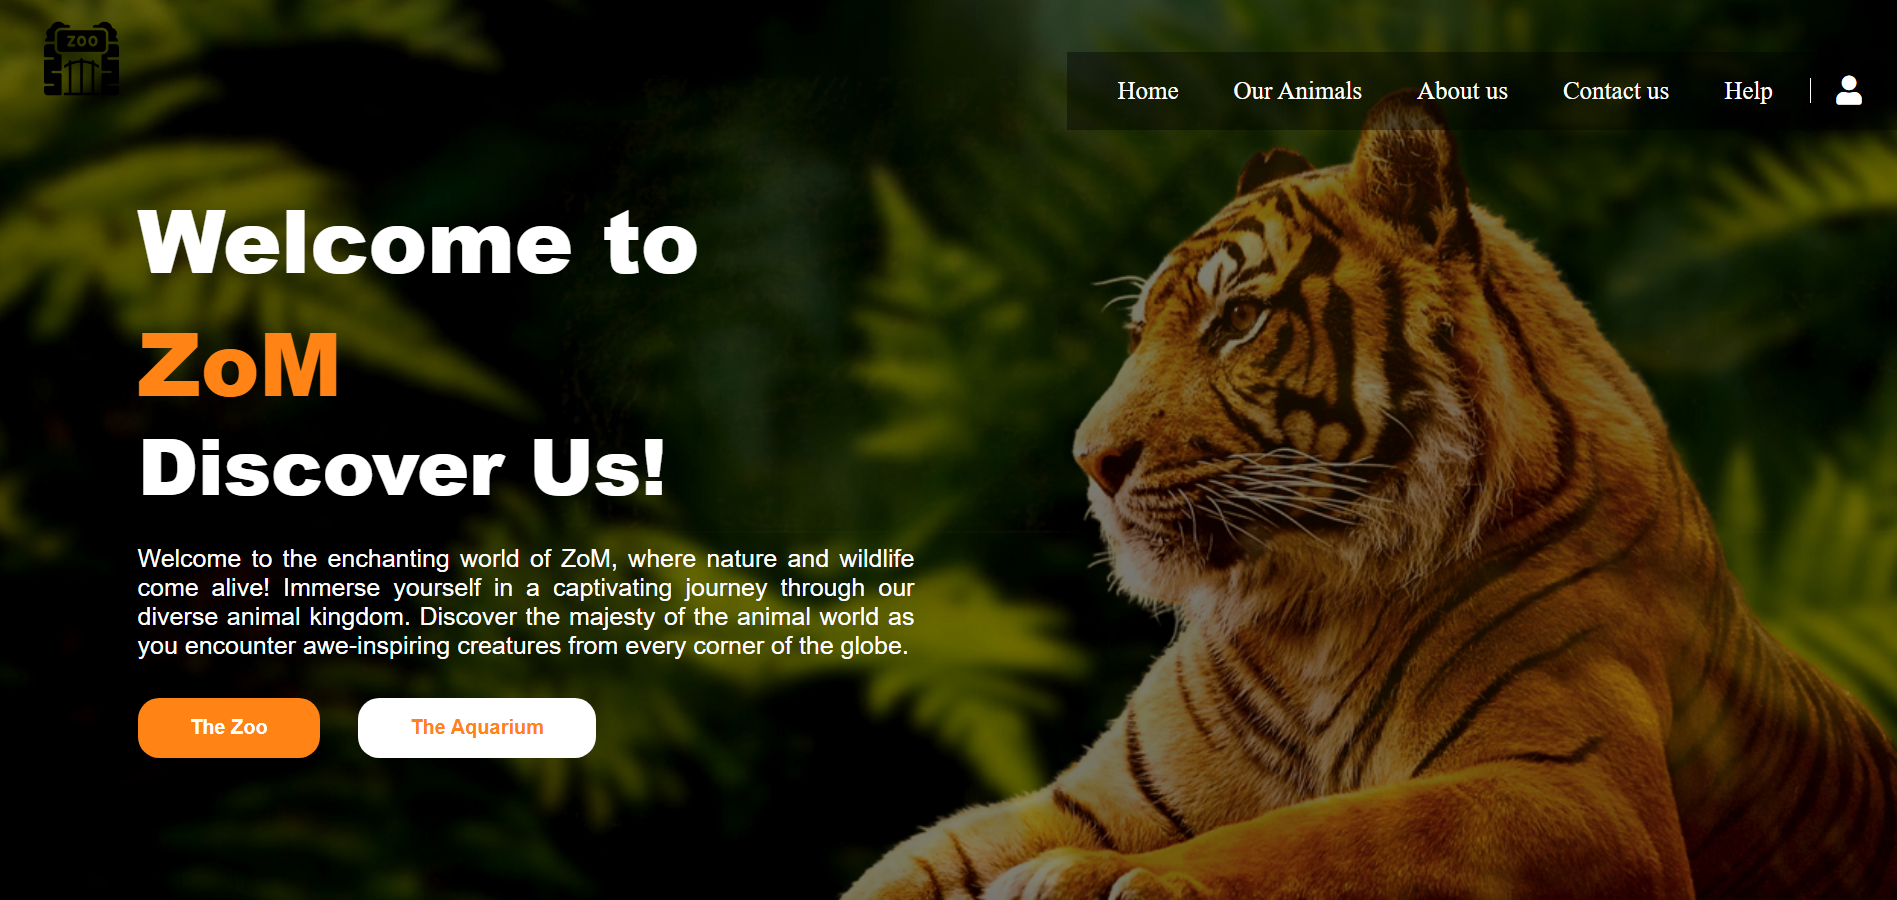 ZOO
Home Our Animals About us Contact us Help
Welcome to
ZoM
Discover Us!
Welcome to the enchanting world of ZoM, where nature and wildlife
come alive! Immerse yourself in a captivating journey through our
diverse animal kingdom. Discover the majesty of the animal world as
you encounter awe-inspiring creatures from every corner of the globe.
The Zoo The Aquarium